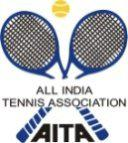 ALL INDIA
TENNIS ASSOCIATION
AITA